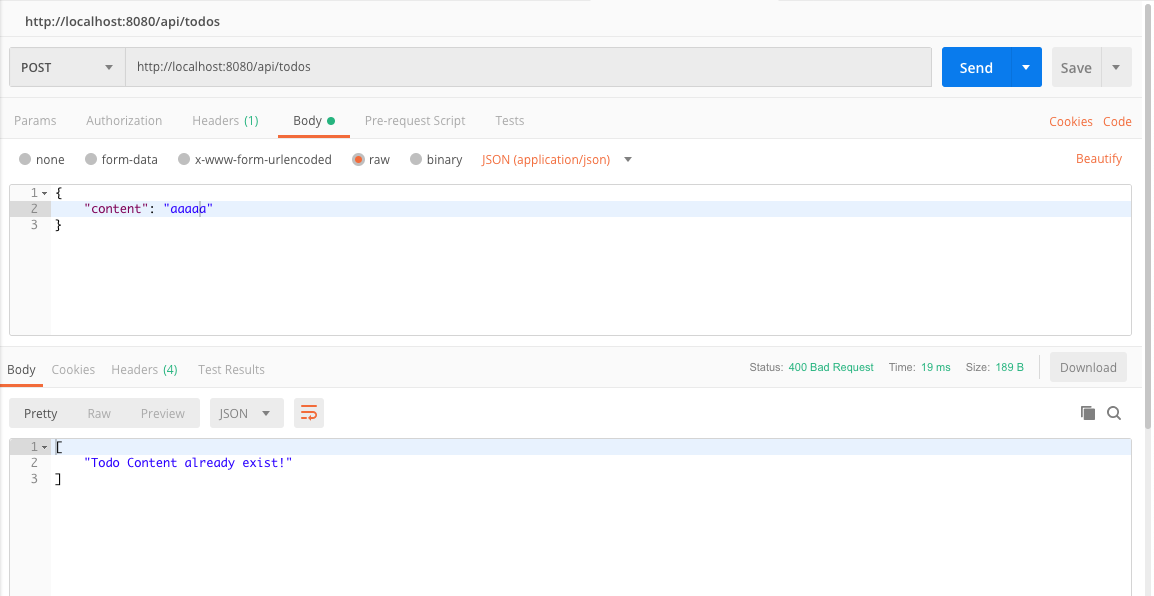 http://localhost:8080/api/todos
POST http://localhost:8080/api/todos Send Save
Params Authorization Headers (1) Body Pre-request Script Tests Cookies Code
none form-data x-www-form-urlencoded raw binary JSON (application/json) Beautify
1 {
2 "content": "aaaaa"
3 }
Body Cookies Headers (4) Test Results Status: 400 Bad Request Time: 19 ms Size: 189 B Download
Pretty Raw Preview JSON
1 [
2 "Todo Content already exist!"
3 ]